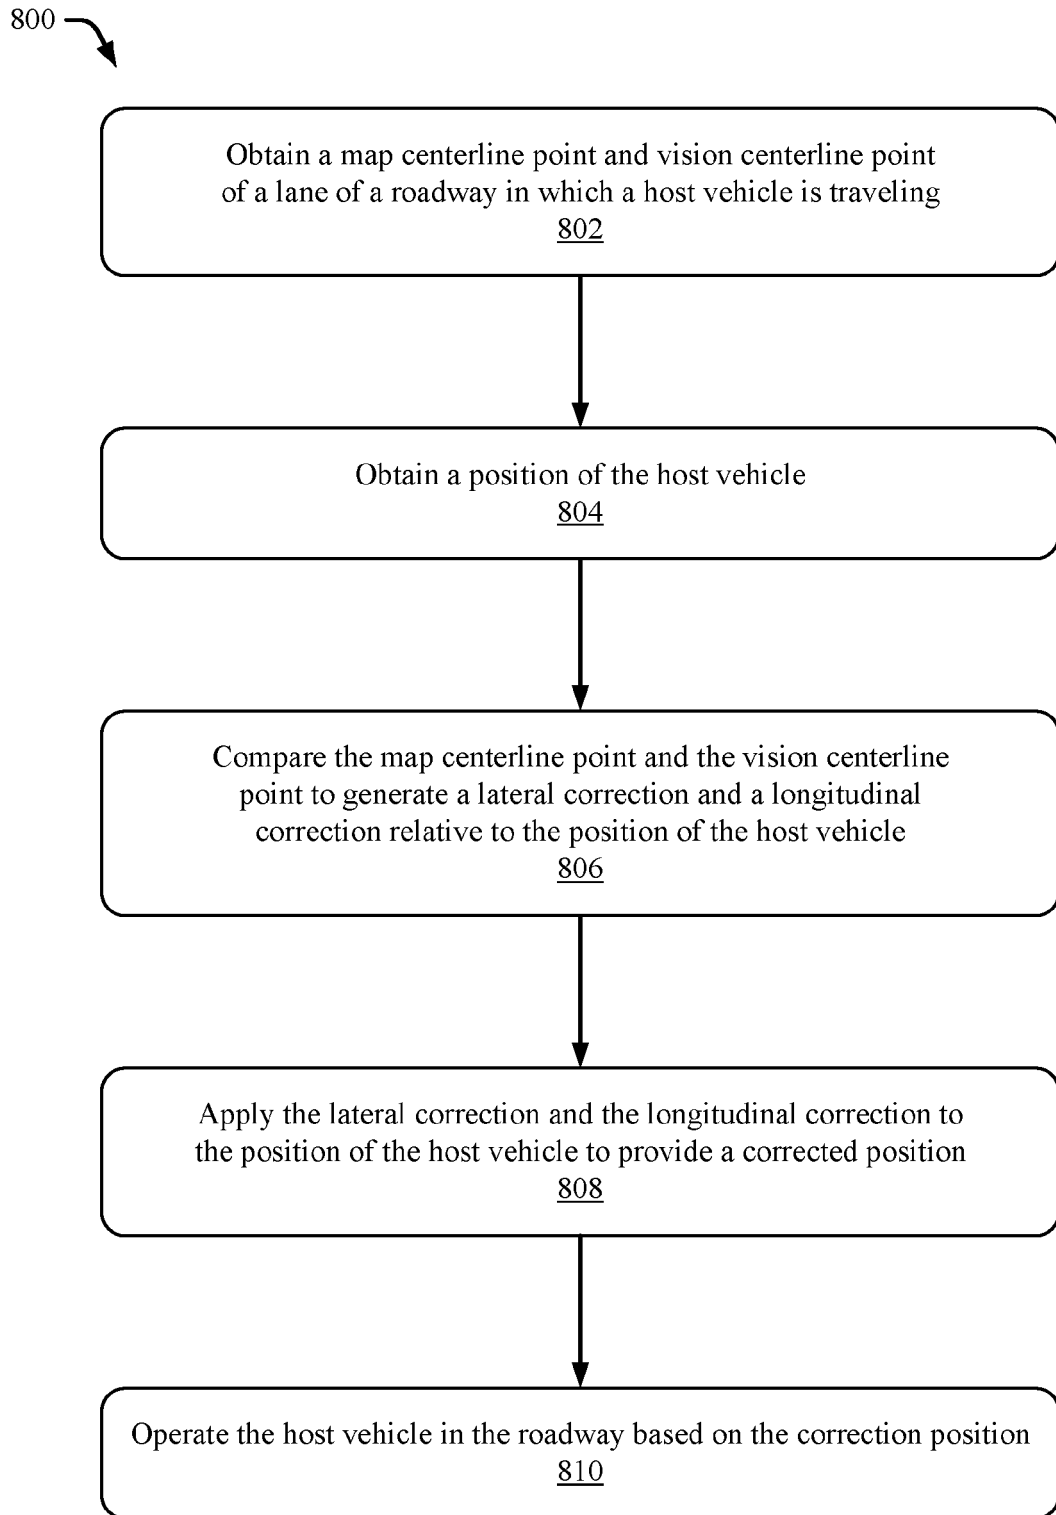 800
Obtain a map centerline point and vision centerline point
of a lane of a roadway in which a host vehicle is traveling
802
Obtain a position of the host vehicle
804
Compare the map centerline point and the vision centerline
point to generate a lateral correction and a longitudinal
correction relative to the position of the host vehicle
806
Apply the lateral correction and the longitudinal correction to
the position of the host vehicle to provide a corrected position
808
Operate the host vehicle in the roadway based on the correction position
810